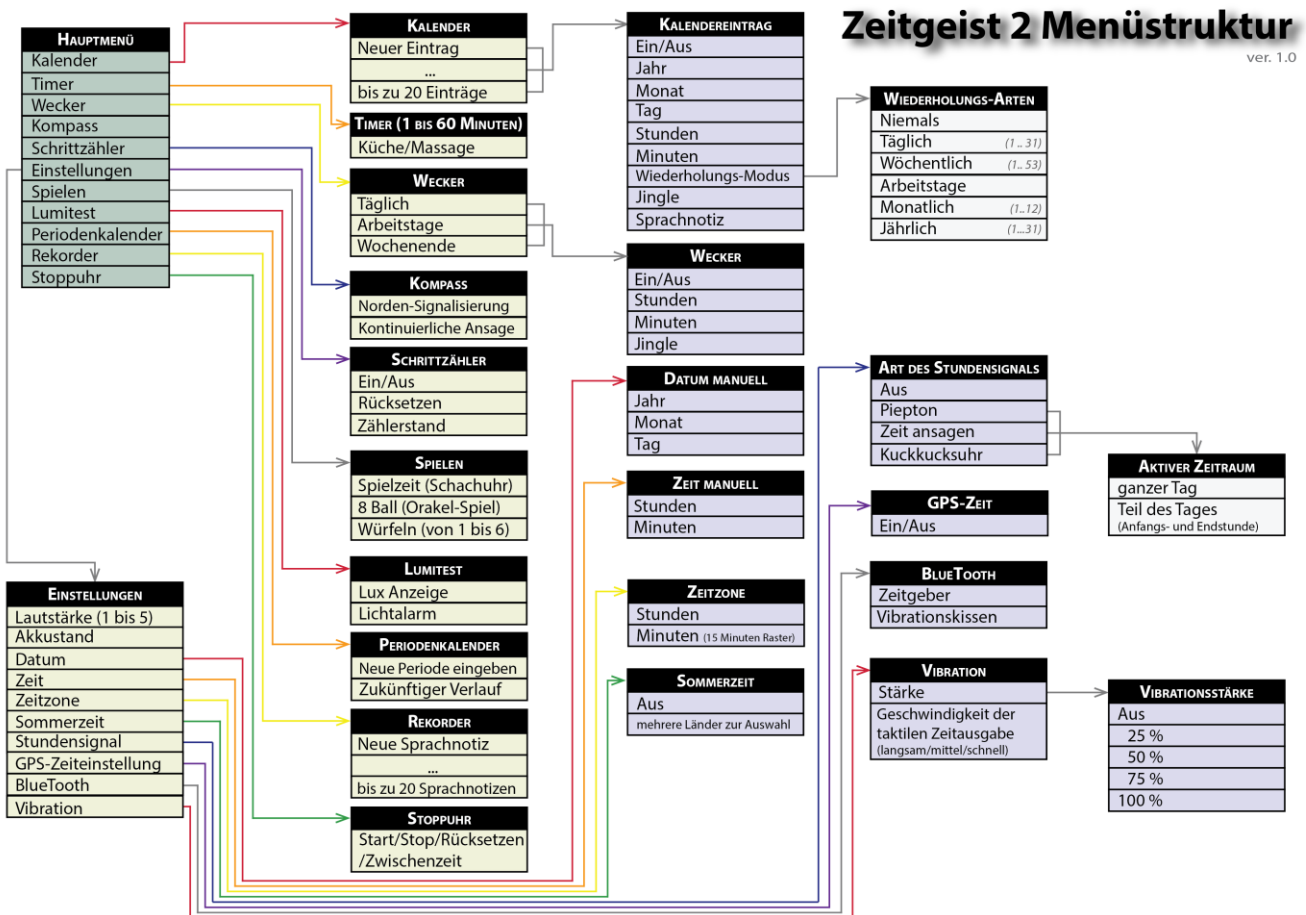 Zeitgeist 2 Menüstruktur
ver. 1.0
Hauptmenü
Kalender
Timer
Wecker
Kompass
Schrittzähler
Einstellungen
Spielen
Lumitest
Periodenkalender
Rekorder
Stoppuhr
Einstellungen
Lautstärke (1 bis 5)
Akkustand
Datum
Zeit
Zeitzone
Sommerzeit
Stundensignal
GPS-Zeiteinstellung
BlueTooth
Vibration
Kalender
Neuer Eintrag
...
bis zu 20 Einträge
Timer (1 bis 60 Minuten)
Küche/Massage
Wecker
Täglich
Arbeitstage
Wochenende
Kompass
Norden-Signalisierung
Kontinuierliche Ansage
Schrittzähler
Ein/Aus
Rücksetzen
Zählerstand
Spielen
Spielzeit (Schachuhr)
8 Ball (Orakel-Spiel)
Würfeln (von 1 bis 6)
Lumitest
Lux Anzeige
Lichtalarm
Periodenkalender
Neue Periode eingeben
Zukünftiger Verlauf
Rekorder
Neue Sprachnotiz
...
bis zu 20 Sprachnotizen
Stoppuhr
Start/Stop/Rücksetzen
/Zwischenzeit
Kalendereintrag
Ein/Aus
Jahr
Monat
Tag
Stunden
Minuten
Wiederholungs-Modus
Jingle
Sprachnotiz
Wecker
Ein/Aus
Stunden
Minuten
Jingle
Datum manuell
Jahr
Monat
Tag
Zeit manuell
Stunden
Minuten
Zeitzone
Stunden
Minuten (15 Minuten Raster)
Sommerzeit
Aus
mehrere Länder zur Auswahl
Wiederholungs-Arten
Niemals
Täglich (1 .. 31)
Wöchentlich (1 .. 53)
Arbeitstage
Monatlich (1..12)
Jährlich (1...31)
Art des Stundensignals
Aus
Piepton
Zeit ansagen
Kuckkucksuhr
GPS-Zeit
Ein/Aus
BlueTooth
Zeitgeber
Vibrationskissen
Vibration
Stärke
Geschwindigkeit der
taktilen Zeitausgabe
(langsam/mittel/schnell)
Aktiver Zeitraum
ganzer Tag
Teil des Tages
(Anfangs- und Endstunde)
Vibrationsstärke
Aus
25 %
50 %
75 %
100 %